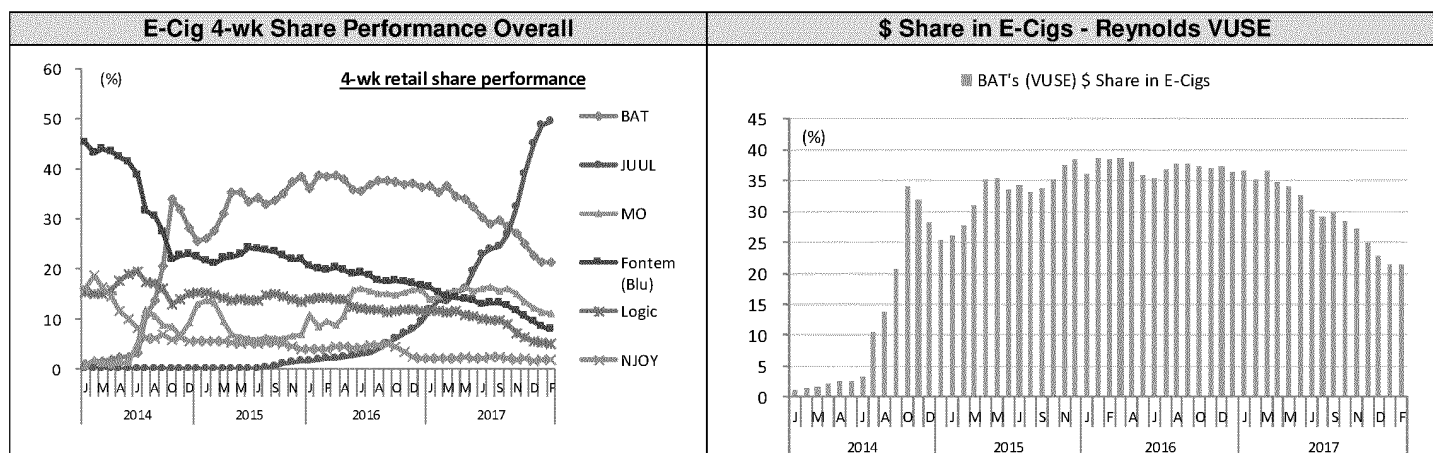 E-Cig 4-wk Share Performance Overall
(%)
4-wk retail share performance
60
50
40
30
20
10
0
BAT
JUUL
MO
Fontem
(Blu)
Logic
NJOY
J M A J A O D J M M J S N J F A J A O D J M M J S N D F
2014 2015 2016 2017
$ Share in E-Cigs - Reynolds VUSE
BAT's (VUSE) $ Share in E-Cigs
(%)
45
40
35
30
25
20
15
10
5
0
J M A J A O D J M M J S N J F A J A O D J M M J S O D F
2014 2015 2016 2017